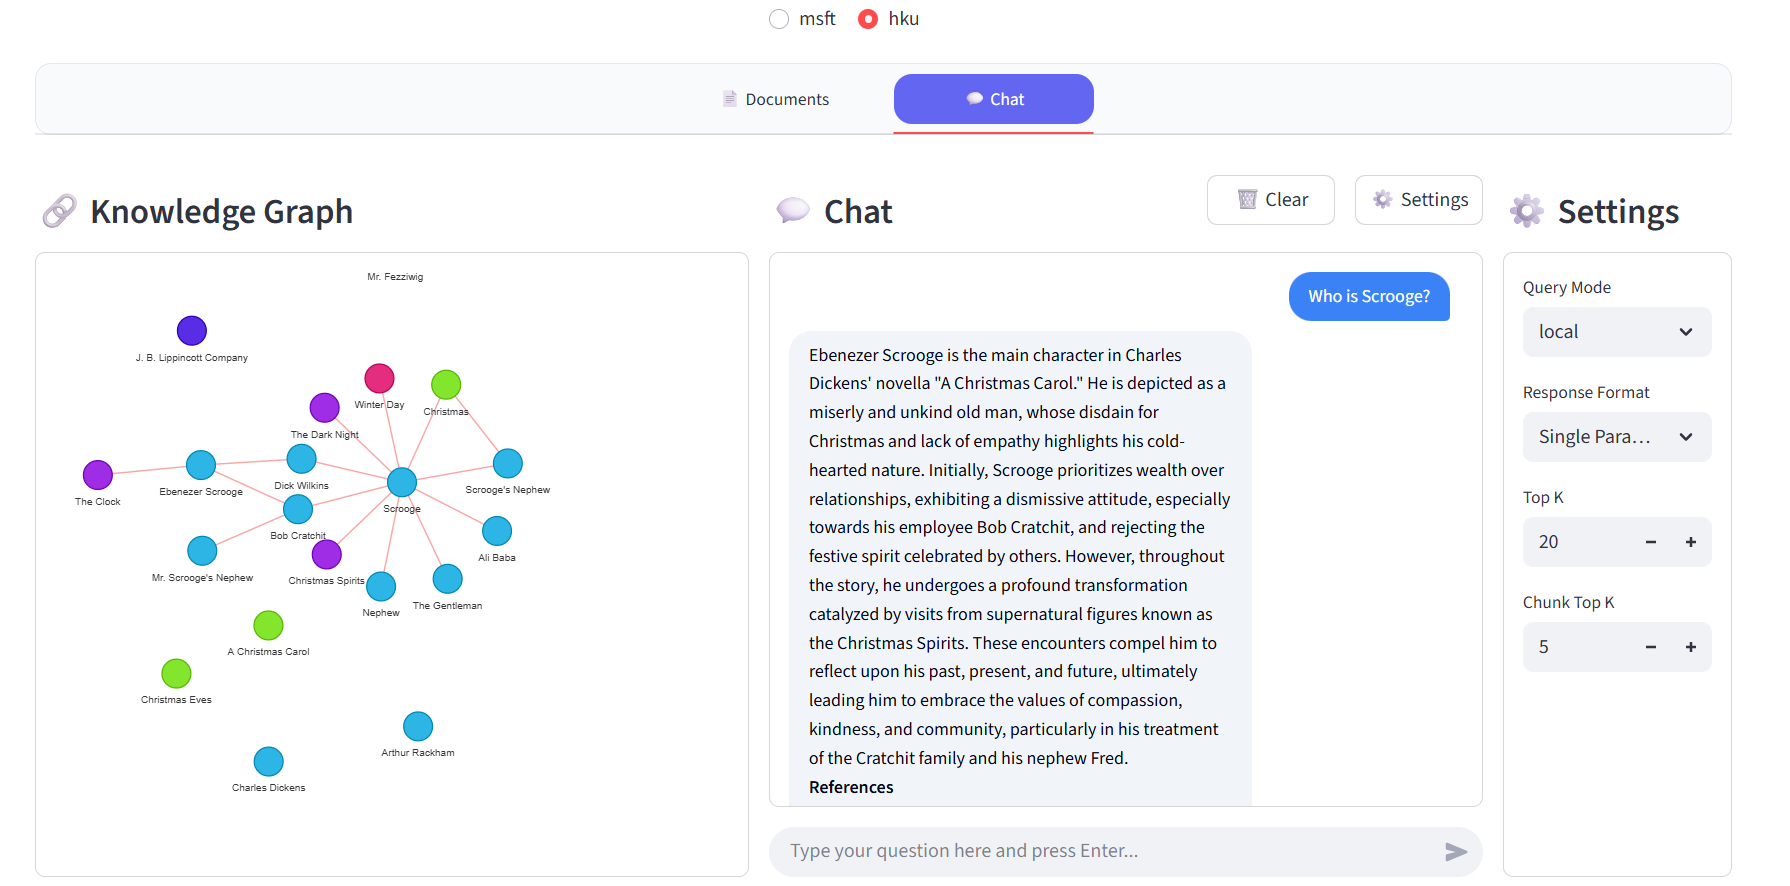 msft
hku
Documents
Chat
Knowledge Graph
Mr. Fezziwig
J. B. Lippincott Company
Winter Day
Christmas
The Dark Night
The Clock
Ebenezer Scrooge
Dick Wilkins
Scrooge's Nephew
Scrooge
Bob Cratchit
Ali Baba
Mr. Scrooge's Nephew
Christmas Spirits
Nephew
The Gentleman
A Christmas Carol
Christmas Eves
Arthur Rackham
Charles Dickens
Chat
Clear
Settings
Who is Scrooge?
Ebenezer Scrooge is the main character in Charles
Dickens' novella "A Christmas Carol." He is depicted as a
miserly and unkind old man, whose disdain for
Christmas and lack of empathy highlights his cold-
hearted nature. Initially, Scrooge prioritizes wealth over
relationships, exhibiting a dismissive attitude, especially
towards his employee Bob Cratchit, and rejecting the
festive spirit celebrated by others. However, throughout
the story, he undergoes a profound transformation
catalyzed by visits from supernatural figures known as
the Christmas Spirits. These encounters compel him to
reflect upon his past, present, and future, ultimately
leading him to embrace the values of compassion,
kindness, and community, particularly in his treatment
of the Cratchit family and his nephew Fred.
References
Type your question here and press Enter...
Settings
Query Mode
local
Response Format
Single Para...
Top K
20
Chunk Top K
5